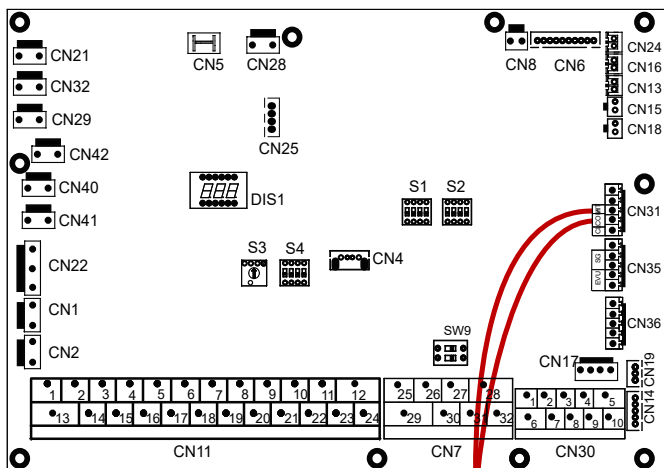 CN21
CN32
CN29
CN42
CN40
CN41
CN22
CN1
CN2
CN5
CN28
CN25
DIS1
CN8
CN6
CN24
CN16
CN13
CN15
CN18
S1 S2
CN31
CN35
SG
EVU
CN36
S3 S4
CN4
SW9
CN17
CN19
CN14
1 2 3 4 5 6 7 8 9 10 11 12
13 14 15 16 17 18 19 20 21 22 23 24
25 26 27 28
29 30 31 32
1 2 3 4 5
6 7 8 9 10
CN11 CN7 CN30